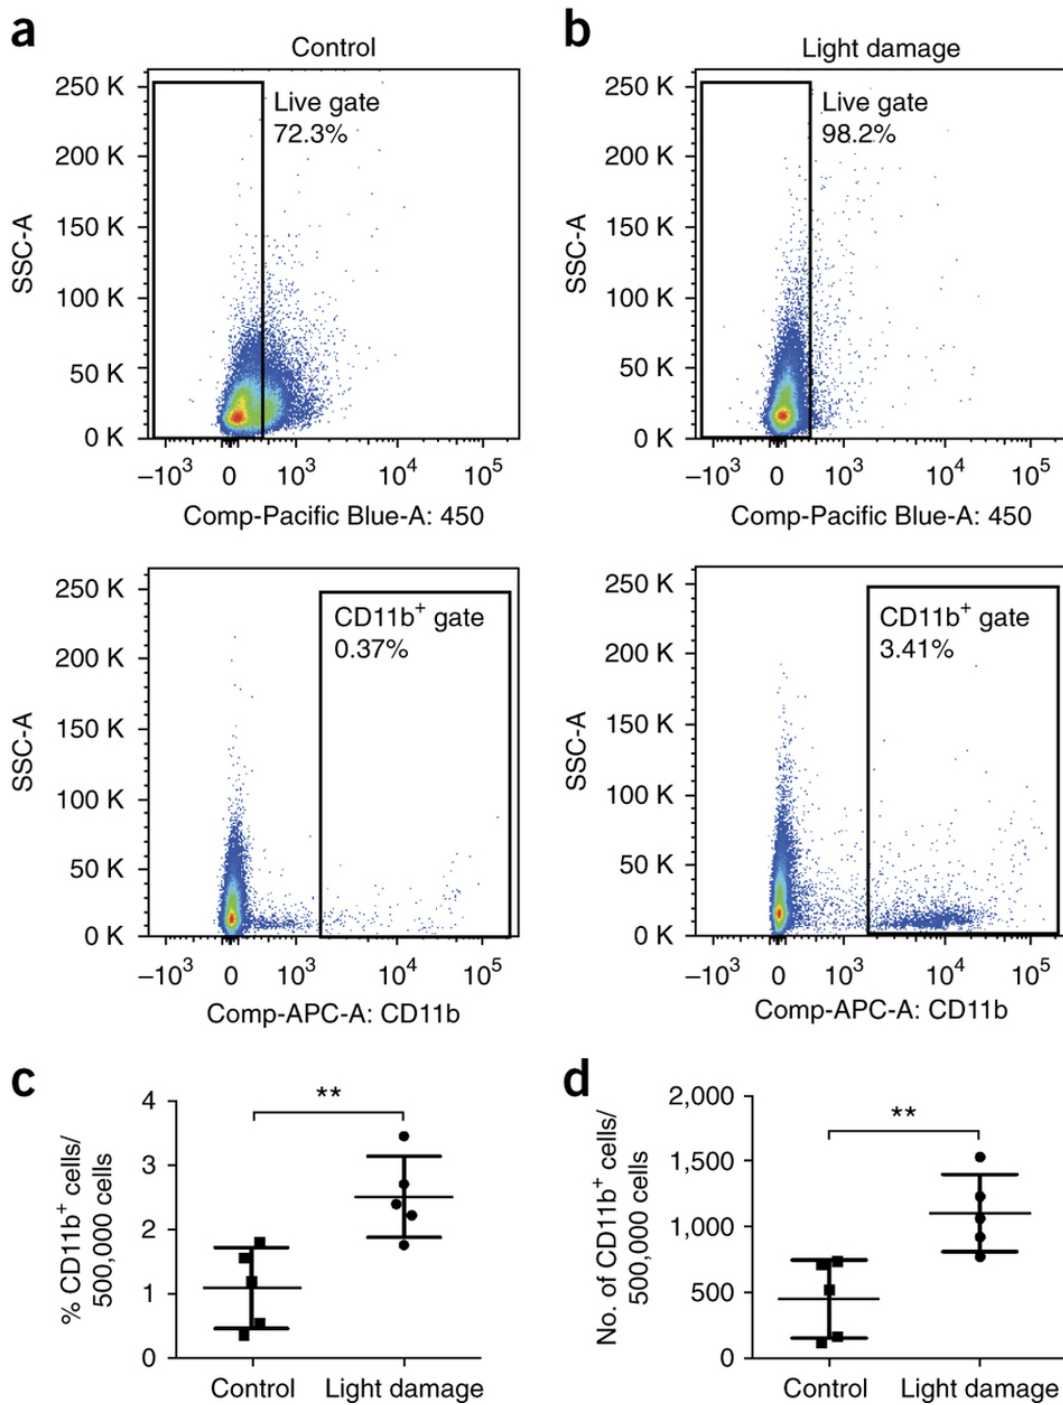 a
Control
250 K
200 K
150 K
100 K
50 K
0 K
SSC-A
Live gate
72.3%
–10³ 0 10³ 10⁴ 10⁵
Comp-Pacific Blue-A: 450
b
Light damage
250 K
200 K
150 K
100 K
50 K
0 K
SSC-A
Live gate
98.2%
–10³ 0 10³ 10⁴ 10⁵
Comp-Pacific Blue-A: 450
250 K
200 K
150 K
100 K
50 K
0 K
SSC-A
CD11b⁺ gate
0.37%
–10³ 0 10³ 10⁴ 10⁵
Comp-APC-A: CD11b
250 K
200 K
150 K
100 K
50 K
0 K
SSC-A
CD11b⁺ gate
3.41%
–10³ 0 10³ 10⁴ 10⁵
Comp-APC-A: CD11b
c
% CD11b⁺ cells/
500,000 cells
4
3
2
1
0
**
Control Light damage
d
No. of CD11b⁺ cells/
500,000 cells
2,000
1,500
1,000
500
0
**
Control Light damage